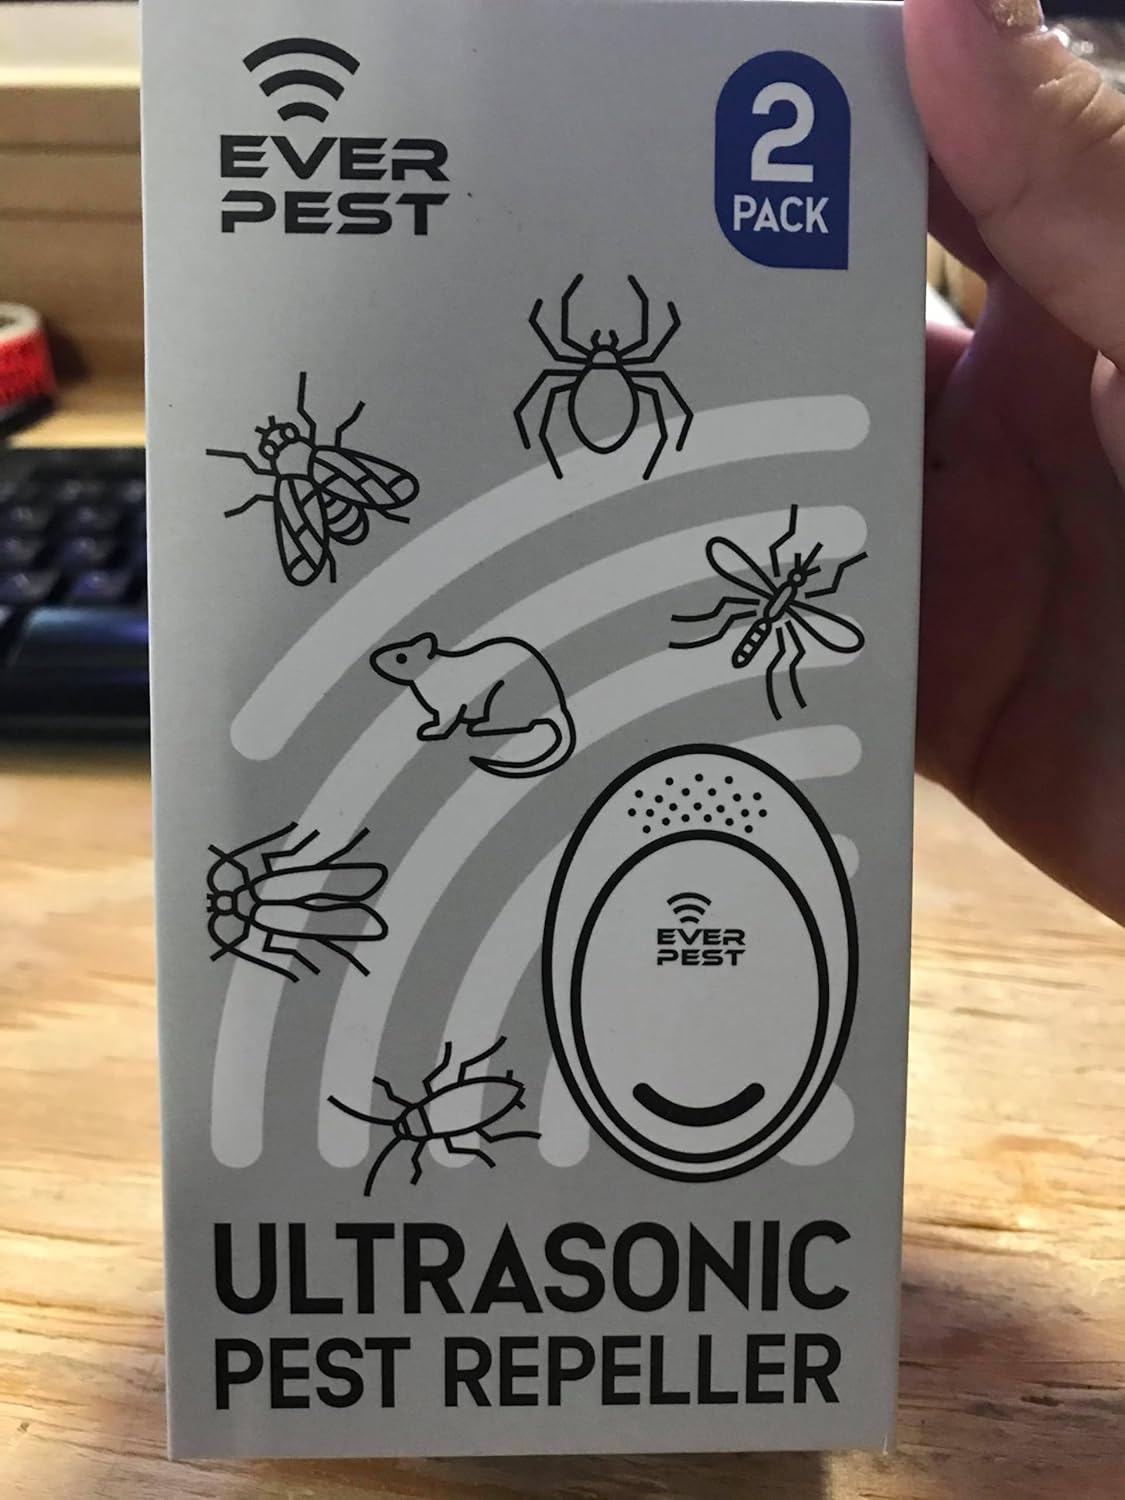 EVER
PEST
2
PACK
EVER
PEST
ULTRASONIC
PEST REPELLER